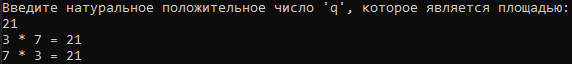 Введите натуральное положительное число 'q', которое является площадью:
21
3 * 7 = 21
7 * 3 = 21